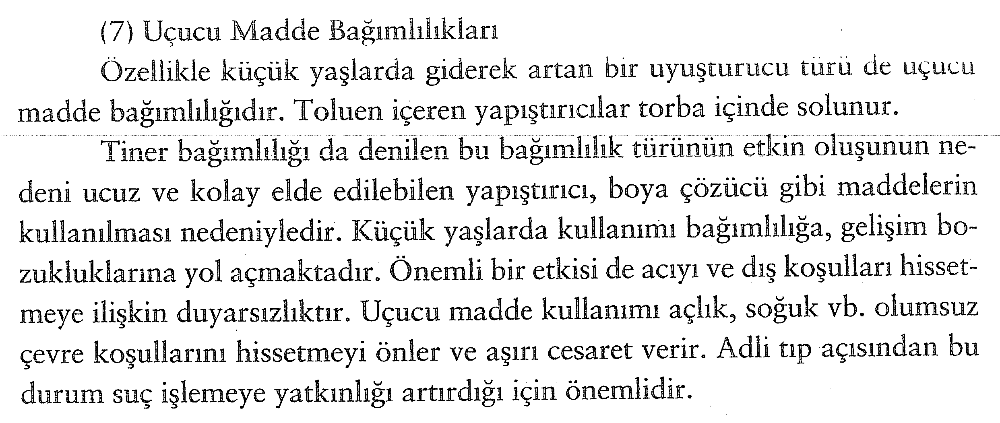 (7) Uçucu Madde Bağımlılıkları
Özellikle küçük yaşlarda giderek artan bir uyuşturucu türü de uçucu
madde bağımlılığıdır. Toluen içeren yapıştırıcılar torba içinde solunur.
Tiner bağımlılığı da denilen bu bağımlılık türünün etkin oluşunun ne-
deni ucuz ve kolay elde edilebilen yapıştırıcı, boya çözücü gibi maddelerin
kullanılması nedeniyledir. Küçük yaşlarda kullanımı bağımlılığa, gelişim bo-
zukluklarına yol açmaktadır. Önemli bir etkisi de acıyı ve dış koşulları hisset-
meye ilişkin duyarsızlıktır. Uçucu madde kullanımı açlık, soğuk vb. olumsuz
çevre koşullarını hissetmeyi önler ve aşırı cesaret verir. Adli tıp açısından bu
durum suç işlemeye yatkınlığı artırdığı için önemlidir.